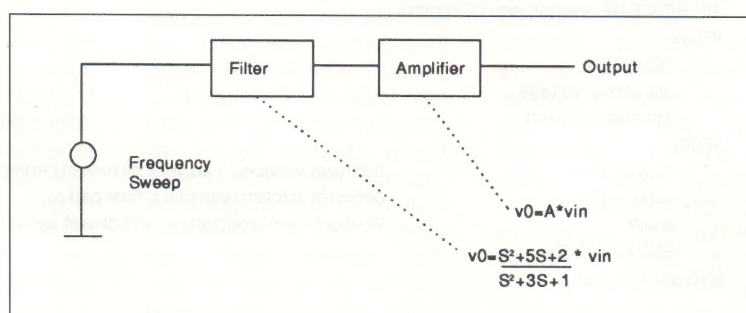 Filter
Amplifier
Output
Frequency
Sweep
v0=A*vin
v0=S²+5S+2 * vin
S²+3S+1